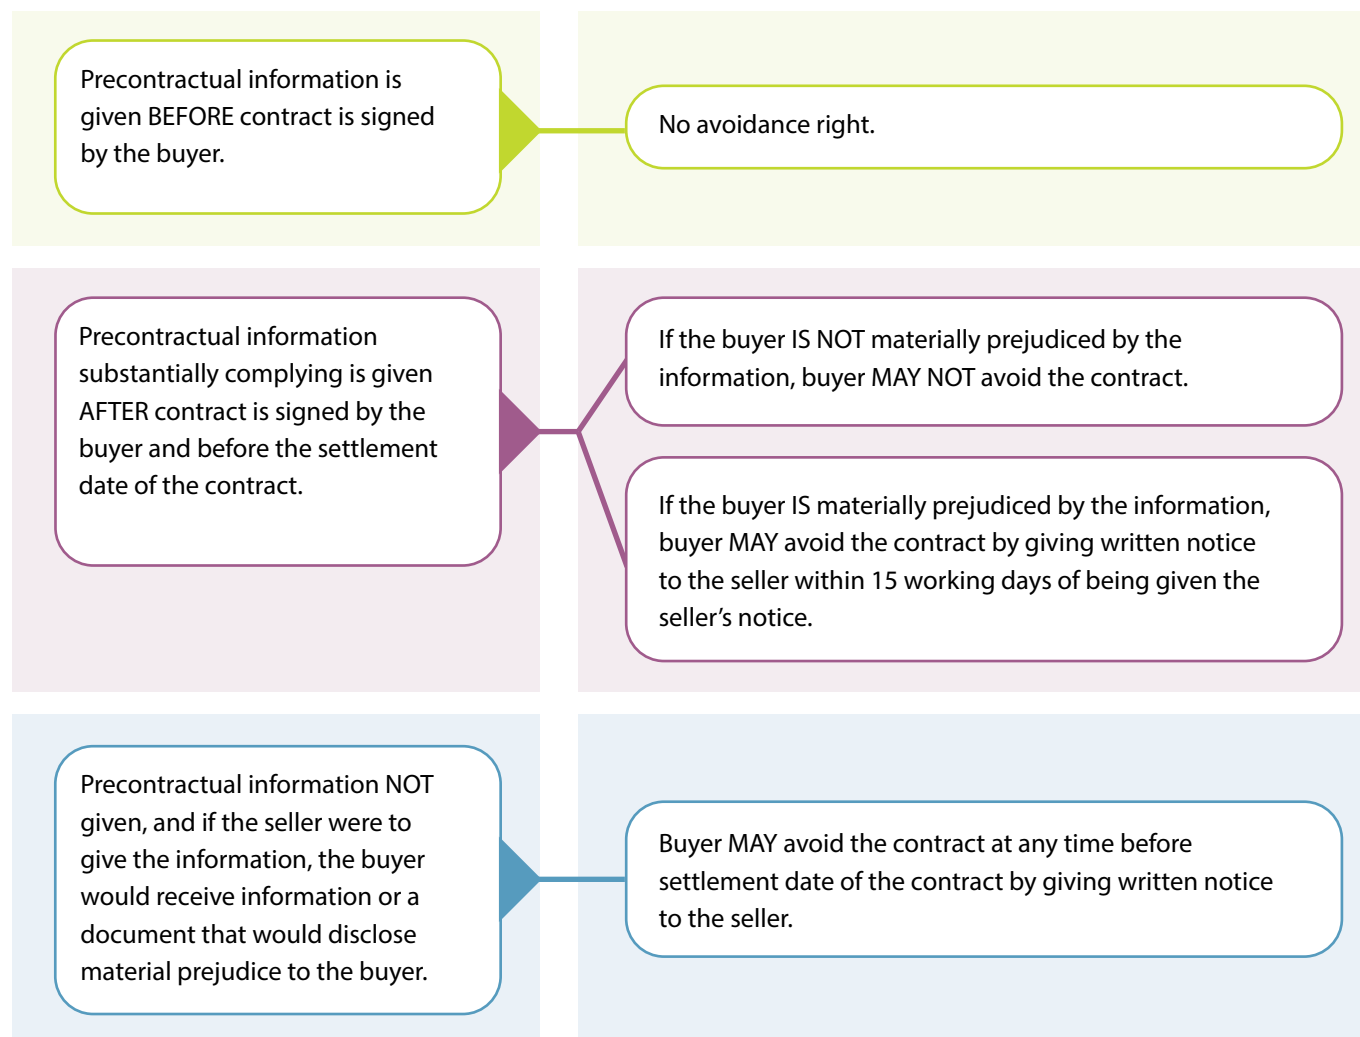 Precontractual information is
given BEFORE contract is signed
by the buyer.
No avoidance right.
Precontractual information
substantially complying is given
AFTER contract is signed by the
buyer and before the settlement
date of the contract.
If the buyer IS NOT materially prejudiced by the
information, buyer MAY NOT avoid the contract.
If the buyer IS materially prejudiced by the information,
buyer MAY avoid the contract by giving written notice
to the seller within 15 working days of being given the
seller’s notice.
Precontractual information NOT
given, and if the seller were to
give the information, the buyer
would receive information or a
document that would disclose
material prejudice to the buyer.
Buyer MAY avoid the contract at any time before
settlement date of the contract by giving written notice
to the seller.